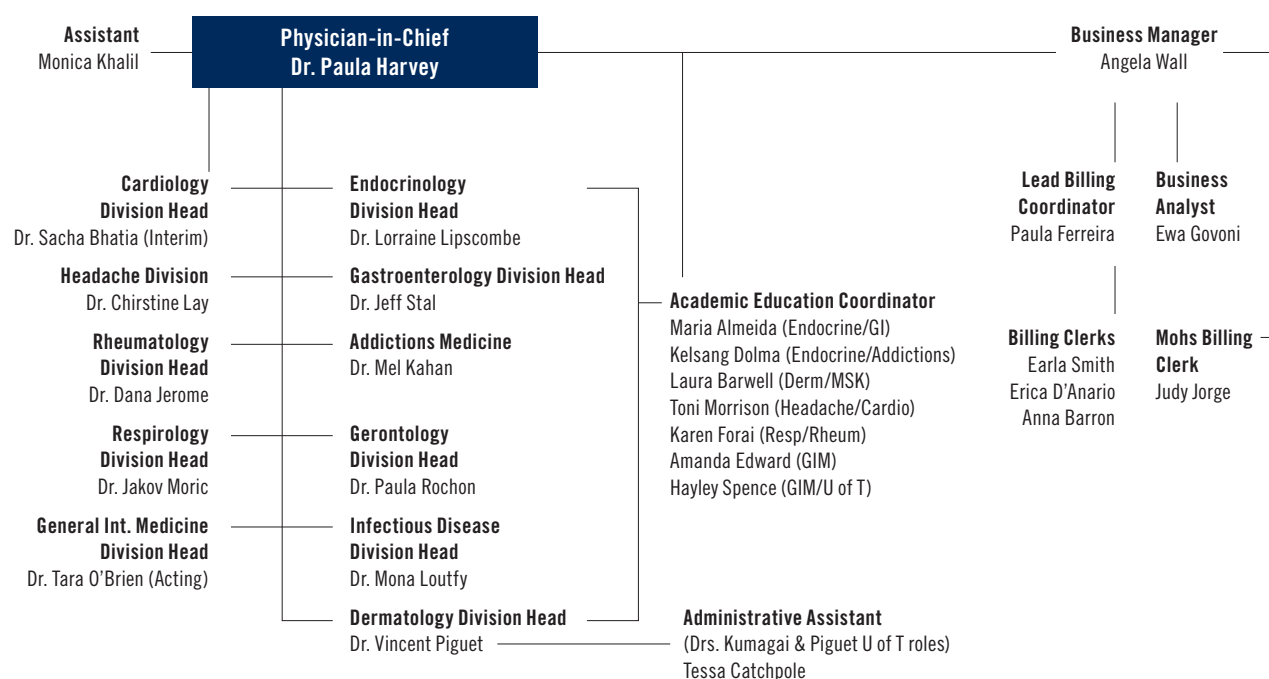 Assistant
Monica Khalil
Physician-in-Chief
Dr. Paula Harvey
Business Manager
Angela Wall
Cardiology
Division Head
Dr. Sacha Bhatia (Interim)
Headache Division
Dr. Chirstine Lay
Rheumatology
Division Head
Dr. Dana Jerome
Respirology
Division Head
Dr. Jakov Moric
General Int. Medicine
Division Head
Dr. Tara O’Brien (Acting)
Endocrinology
Division Head
Dr. Lorraine Lipscombe
Gastroenterology Division Head
Dr. Jeff Stal
Addictions Medicine
Dr. Mel Kahan
Gerontology
Division Head
Dr. Paula Rochon
Infectious Disease
Division Head
Dr. Mona Loutfy
Dermatology Division Head
Dr. Vincent Piguet
Academic Education Coordinator
Maria Almeida (Endocrine/GI)
Kelsang Dolma (Endocrine/Addictions)
Laura Barwell (Derm/MSK)
Toni Morrison (Headache/Cardio)
Karen Forai (Resp/Rheum)
Amanda Edward (GIM)
Hayley Spence (GIM/U of T)
Administrative Assistant
(Drs. Kumagai & Piguet U of T roles)
Tessa Catchpole
Lead Billing
Coordinator
Paula Ferreira
Business
Analyst
Ewa Govoni
Billing Clerks
Earla Smith
Erica D’Anario
Anna Barron
Mohs Billing
Clerk
Judy Jorge